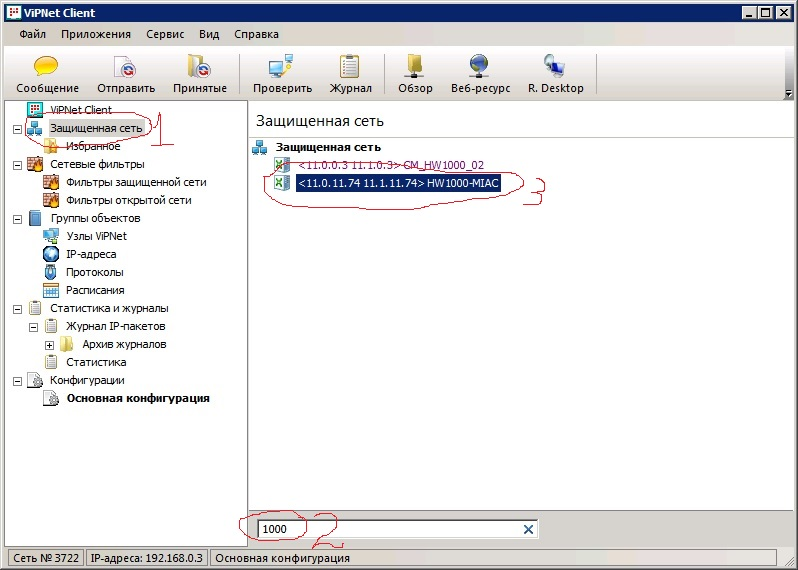 ViPNet Client
Файл Приложения Сервис Вид Справка
Сообщение Отправить Принятые Проверить Журнал Обзор Веб-ресурс R. Desktop
ViPNet Client
Защищенная сеть
1
Избранное
Сетевые фильтры
Фильтры защищенной сети
Фильтры открытой сети
Группы объектов
Узлы ViPNet
IP-адреса
Протоколы
Расписания
Статистика и журналы
Журнал IP-пакетов
Архив журналов
Статистика
Конфигурации
Основная конфигурация
Защищенная сеть
Защищенная сеть
<11.0.0.3 11.1.0.3> CM_HW1000_02
<11.0.11.74 11.1.11.74> HW1000-MIAC
3
1000
2
Сеть № 3722 IP-адреса: 192.168.0.3 Основная конфигурация